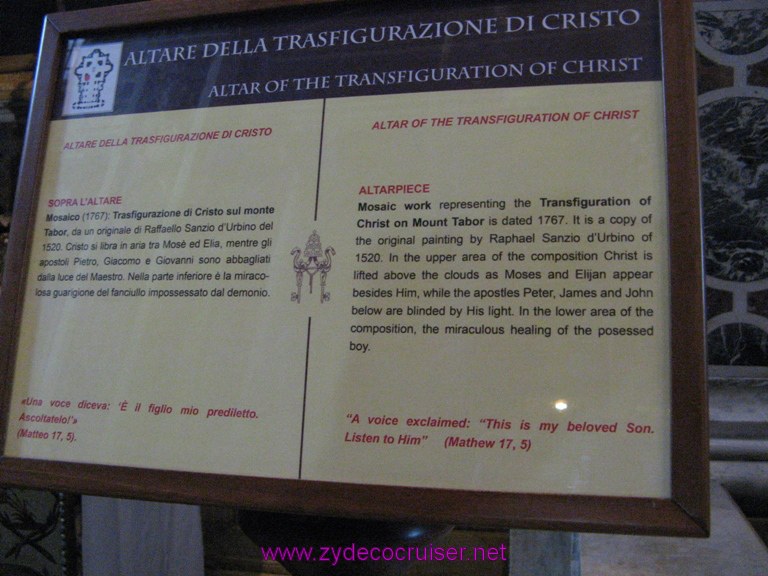 ALTARE DELLA TRASFIGURAZIONE DI CRISTO
ALTAR OF THE TRANSFIGURATION OF CHRIST
ALTARE DELLA TRASFIGURAZIONE DI CRISTO
SOPRA L'ALTARE
Mosaico (1767): Trasfigurazione di Cristo sul monte
Tabor, da un originale di Raffaello Sanzio d'Urbino del
1520. Cristo si libra in aria tra Mosè ed Elia, mentre gli
apostoli Pietro, Giacomo e Giovanni sono abbagliati
dalla luce del Maestro. Nella parte inferiore è la miraco-
losa guarigione del fanciullo impossessato dal demonio.
«Una voce diceva: 'È il figlio mio prediletto.
Ascoltatelo!'»
(Matteo 17, 5).
ALTAR OF THE TRANSFIGURATION OF CHRIST
ALTARPIECE
Mosaic work representing the Transfiguration of
Christ on Mount Tabor is dated 1767. It is a copy of
the original painting by Raphael Sanzio d'Urbino of
1520. In the upper area of the composition Christ is
lifted above the clouds as Moses and Elijan appear
besides Him, while the apostles Peter, James and John
below are blinded by His light. In the lower area of the
composition, the miraculous healing of the posessed
boy.
"A voice exclaimed: "This is my beloved Son.
Listen to Him" (Mathew 17, 5)
www.zydecocruiser.net